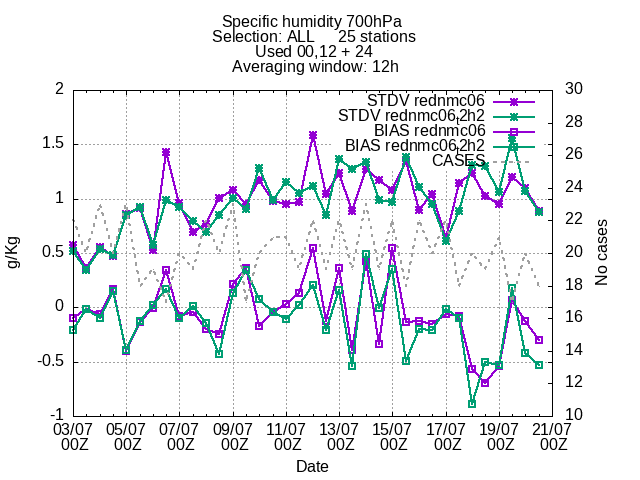 Specific humidity 700hPa
Selection: ALL 25 stations
Used 00,12 + 24
Averaging window: 12h
STDV rednmc06
STDV rednmc06,2h2
BIAS rednmc06
BIAS rednmc06,2h2
CASES
2
1.5
1
0.5
0
-0.5
-1
g/Kg
30
28
26
24
22
20
18
16
14
12
10
No cases
03/07 05/07 07/07 09/07 11/07 13/07 15/07 17/07 19/07 21/07
00Z 00Z 00Z 00Z 00Z 00Z 00Z 00Z 00Z 00Z
Date